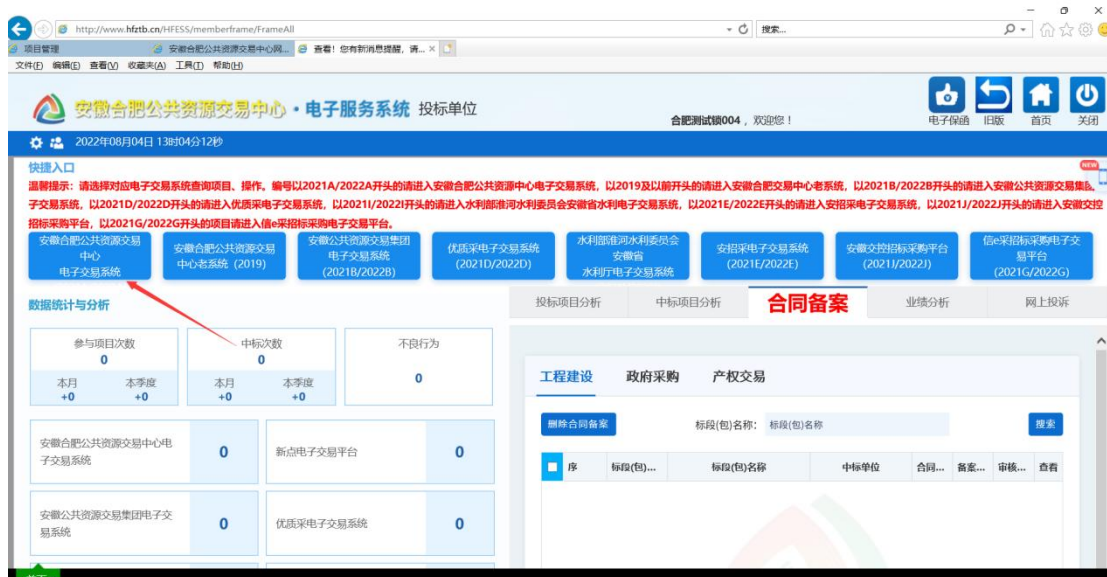 http://www.hfztb.cn/HFESS/memberframe/FrameAll
搜索...
项目管理
安徽合肥公共资源交易中心网...
查看！您有新消息提醒，请...
文件(F) 编辑(E) 查看(V) 收藏夹(A) 工具(T) 帮助(H)
安徽合肥公共资源交易中心·电子服务系统 投标单位
合肥测试锁004，欢迎您！
电子保函 旧版 首页 关闭
2022年08月04日 13时04分12秒
快捷入口
NEW
温馨提示：请选择对应电子交易系统查询项目、操作。编号以2021A/2022A开头的请进入安徽合肥公共资源中心电子交易系统，以2019及以前开头的请进入安徽合肥交易中心老系统，以2021B/2022B开头的请进入安徽公共资源交易集团
子交易系统，以2021D/2022D开头的请进入优质采电子交易系统，以2021I/2022I开头的请进入水利部淮河水利委员会安徽省水利电子交易系统，以2021E/2022E开头的请进入安招采电子交易系统，以2021J/2022J开头的请进入安徽交控
招标采购平台，以2021G/2022G开头的项目请进入信e采招标采购电子交易平台。
安徽合肥公共资源交易
中心
电子交易系统
安徽合肥公共资源交易
中心老系统（2019）
安徽公共资源交易集团
电子交易系统
(2021B/2022B)
优质采电子交易系统
(2021D/2022D)
水利部淮河水利委员会
安徽省
水利厅电子交易系统
安招采电子交易系统
(2021E/2022E)
安徽交控招标采购平台
(2021J/2022J)
信e采招标采购电子交
易平台
(2021G/2022G)
数据统计与分析
投标项目分析 中标项目分析 合同备案 业绩分析 网上投诉
参与项目次数
0
本月 本季度
+0 +0
中标次数
0
本月 本季度
+0 +0
不良行为
0
安徽合肥公共资源交易中心电
子交易系统
0
新点电子交易平台
0
安徽公共资源交易集团电子交
易系统
0
优质采电子交易系统
0
工程建设 政府采购 产权交易
删除合同备案 标段(包)名称： 标段(包)名称 搜索
序 标段(包)... 标段(包)名称 中标单位 合同... 备案... 审核... 查看